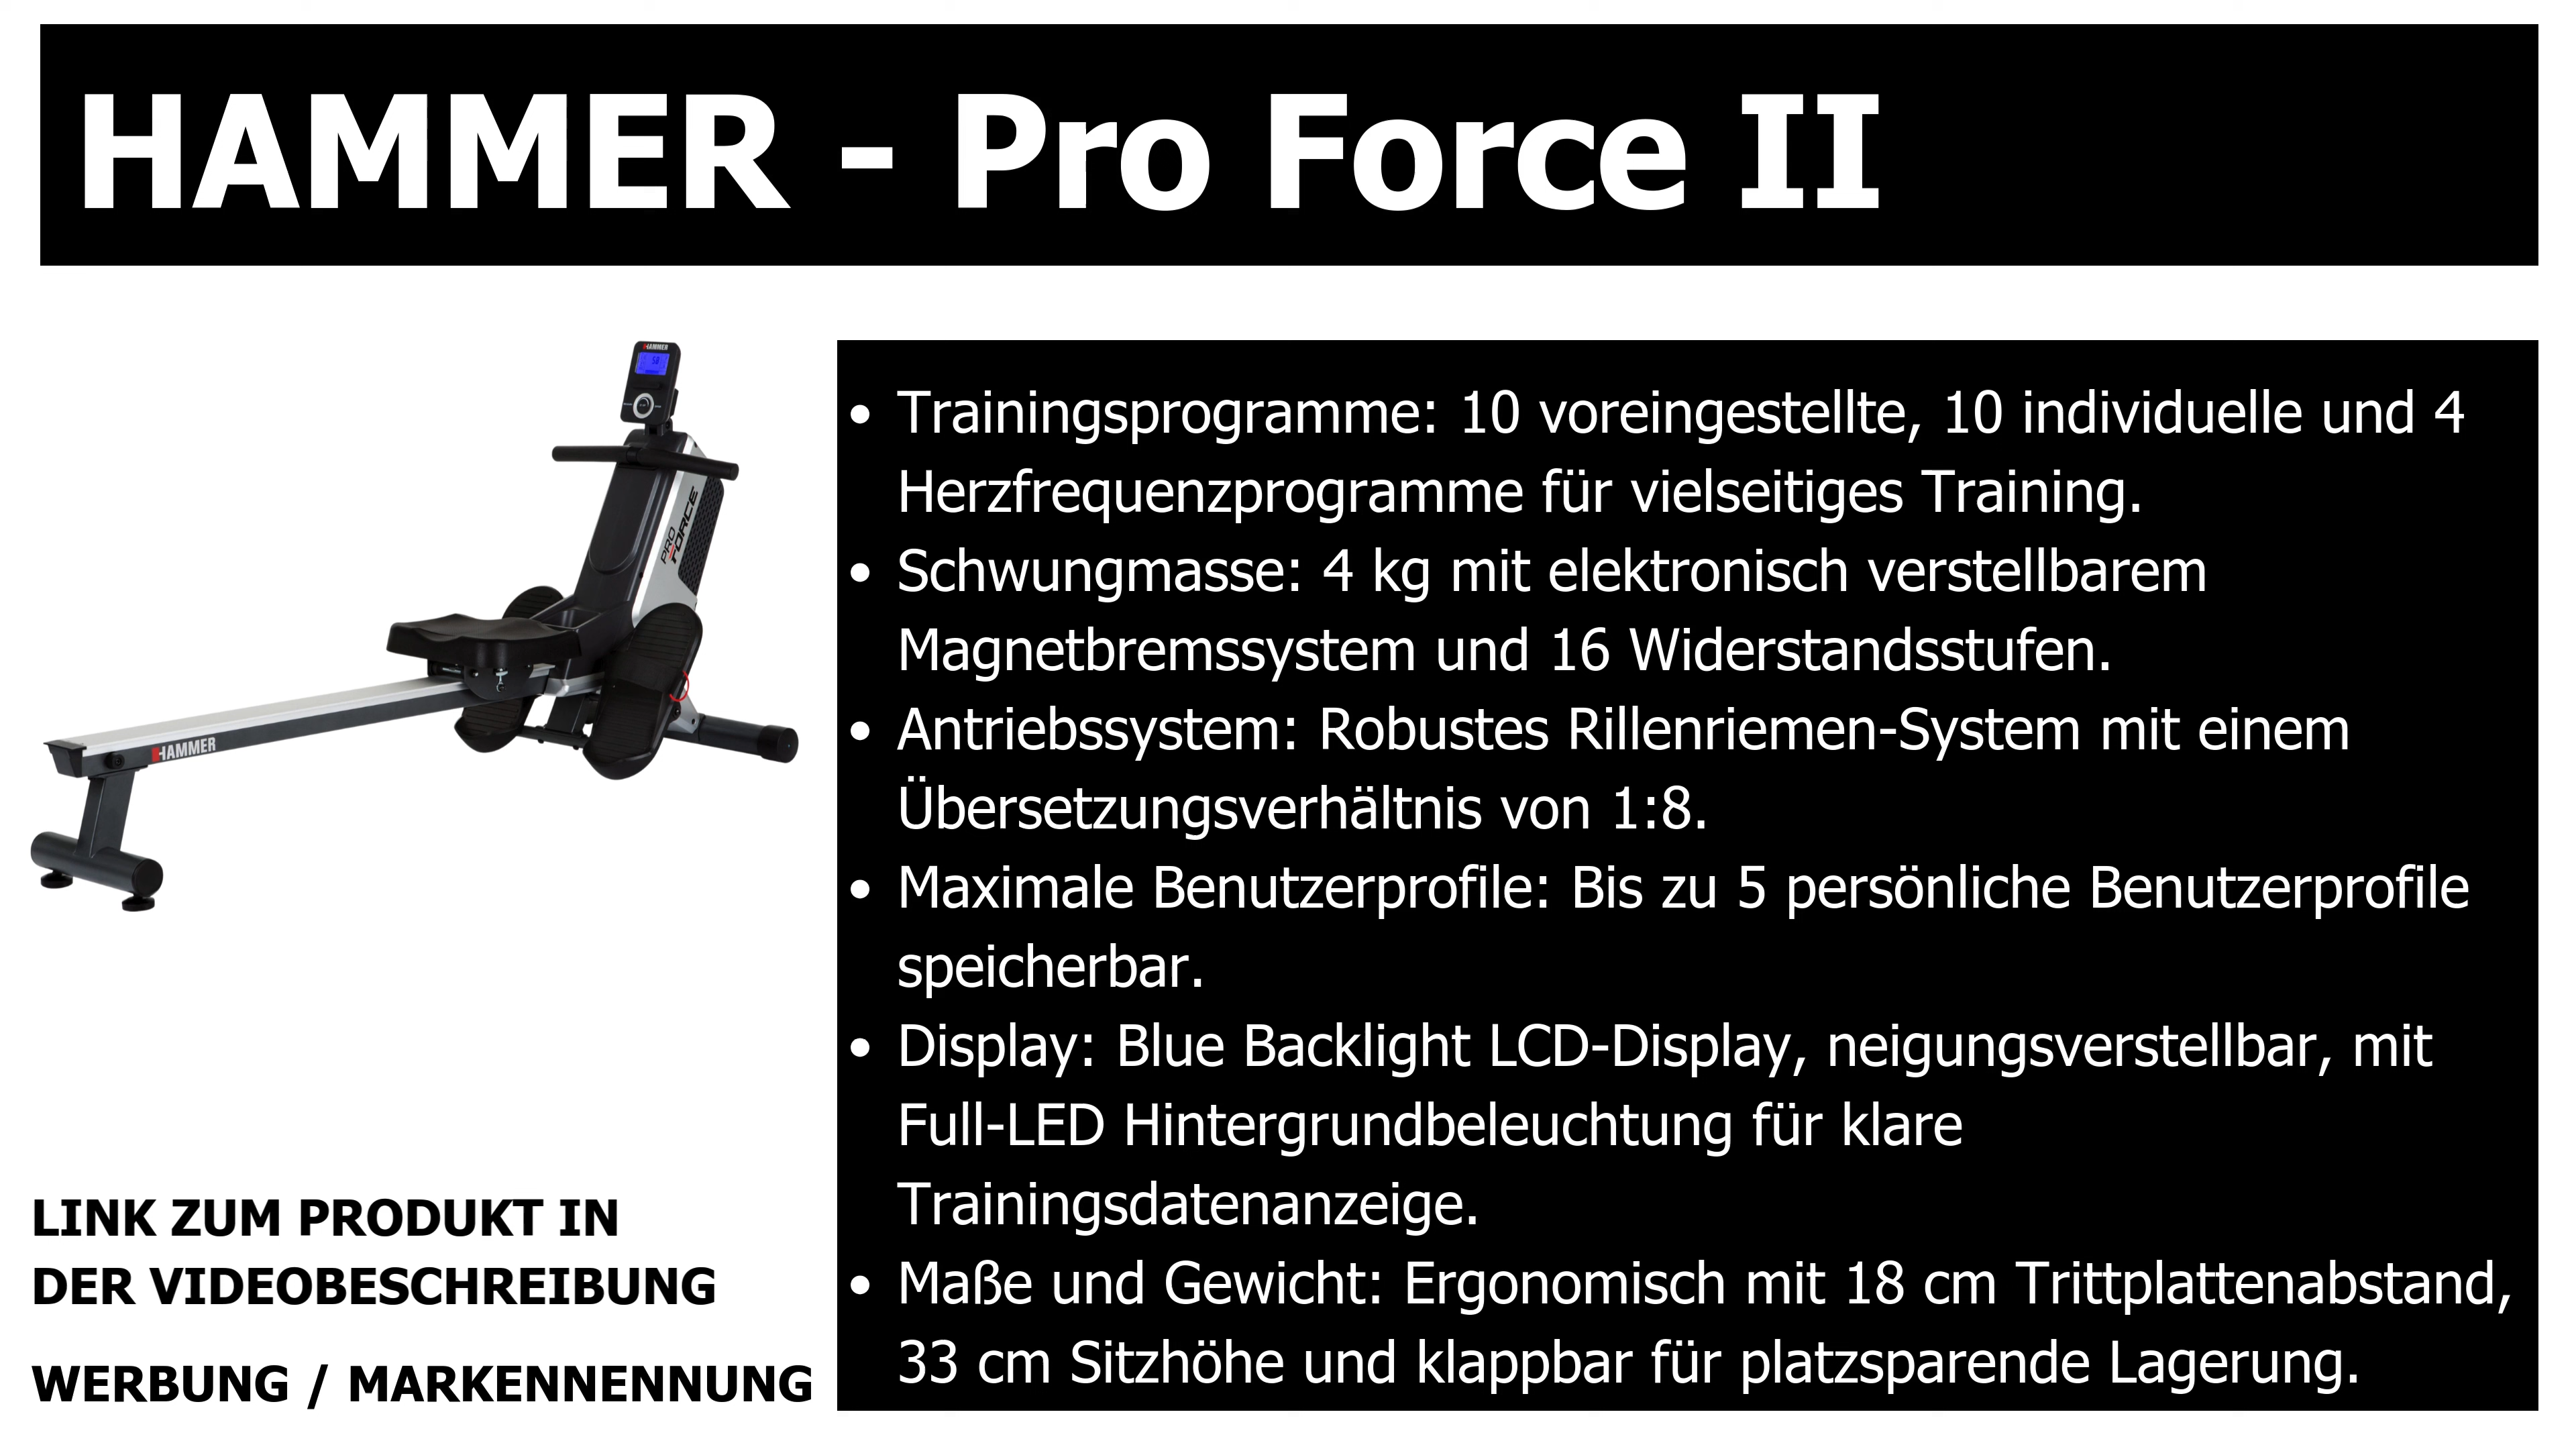 HAMMER - Pro Force II
HAMMER
PRO
FORCE
HAMMER
• Trainingsprogramme: 10 voreingestellte, 10 individuelle und 4
Herzfrequenzprogramme für vielseitiges Training.
• Schwungmasse: 4 kg mit elektronisch verstellbarem
Magnetbremssystem und 16 Widerstandsstufen.
• Antriebssystem: Robustes Rillenriemen-System mit einem
Übersetzungsverhältnis von 1:8.
• Maximale Benutzerprofile: Bis zu 5 persönliche Benutzerprofile
speicherbar.
• Display: Blue Backlight LCD-Display, neigungsverstellbar, mit
Full-LED Hintergrundbeleuchtung für klare
Trainingsdatenanzeige.
• Maße und Gewicht: Ergonomisch mit 18 cm Trittplattenabstand,
33 cm Sitzhöhe und klappbar für platzsparende Lagerung.
LINK ZUM PRODUKT IN
DER VIDEOBESCHREIBUNG
WERBUNG / MARKENNENNUNG